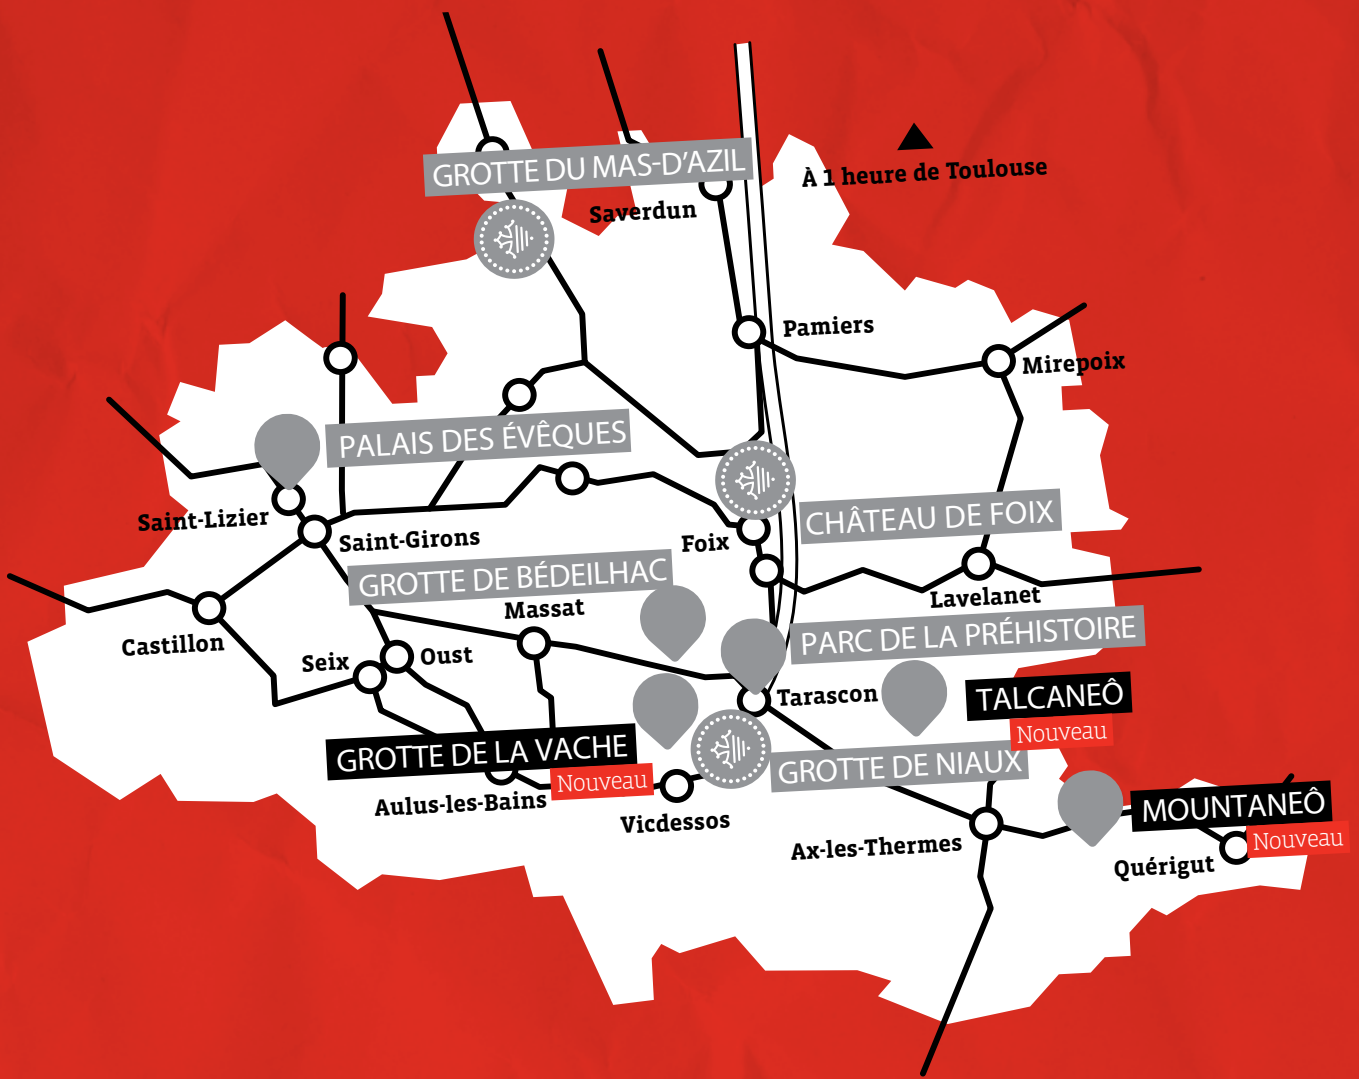 À 1 heure de Toulouse
GROTTE DU MAS-D’AZIL
Saverdun
Pamiers
Mirepoix
PALAIS DES ÉVÊQUES
Saint-Lizier
Saint-Girons
CHÂTEAU DE FOIX
Foix
GROTTE DE BÉDEILHAC
Lavelanet
Massat
Castillon
PARC DE LA PRÉHISTOIRE
Seix
Oust
Tarascon
TALCANEÔ
Nouveau
GROTTE DE LA VACHE
Nouveau
GROTTE DE NIAUX
Aulus-les-Bains
Vicdessos
MOUNTANEÔ
Nouveau
Ax-les-Thermes
Quérigut